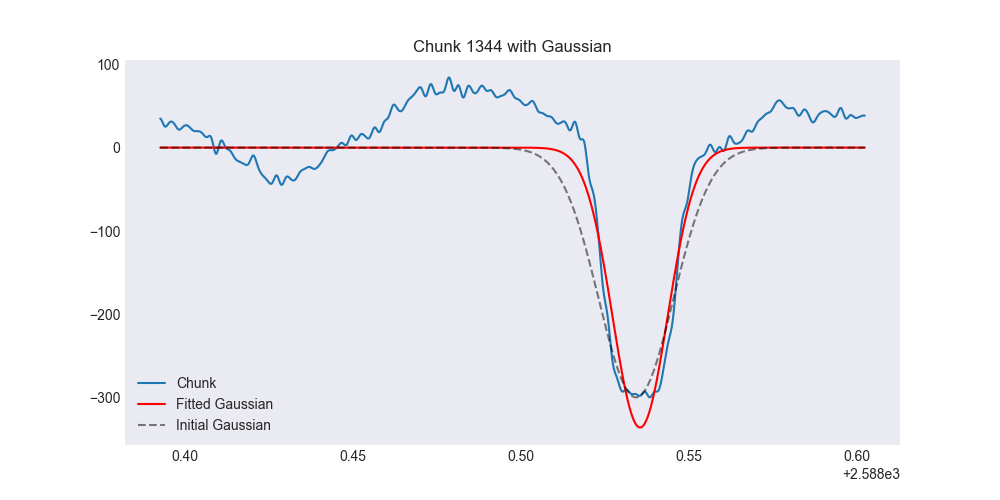 Chunk 1344 with Gaussian
100
0
−100
−200
−300
Chunk
Fitted Gaussian
Initial Gaussian
0.40 0.45 0.50 0.55 0.60
+2.588e3